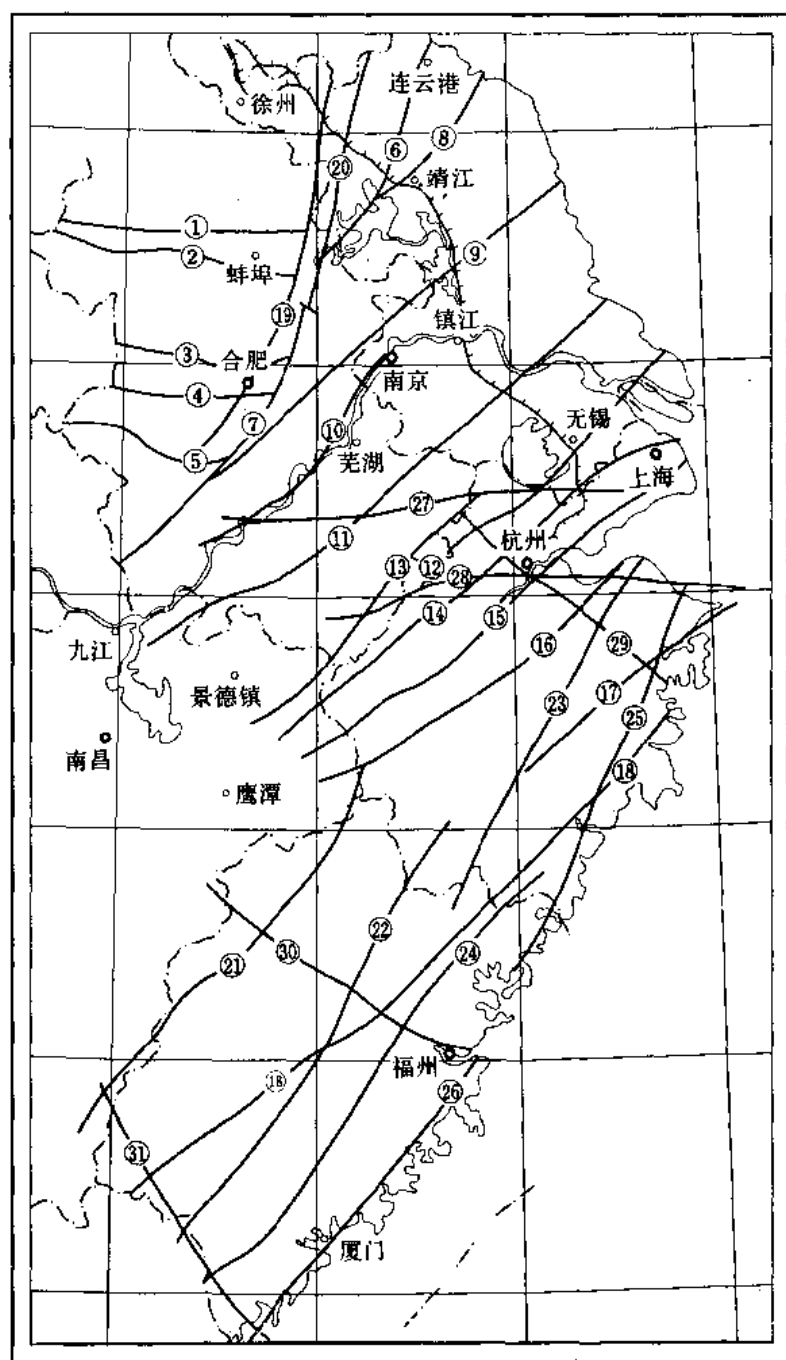 连云港
徐州
⑧
⑥
⑳
靖江
①
②
蚌埠
⑨
⑲
镇江
③
合肥
南京
④
⑦
⑩
无锡
⑤
芜湖
上海
㉗
⑪
杭州
⑬
⑫
㉘
⑭
⑮
九江
⑯
㉙
景德镇
⑰
㉓
㉕
南昌
⑱
鹰潭
㉒
㉚
㉔
㉑
福州
⑱
㉖
㉛
厦门